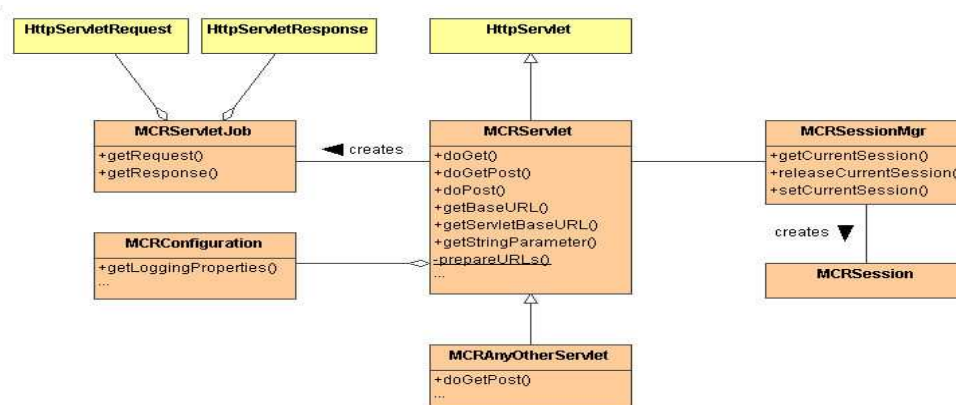 HttpServletRequest
HttpServletResponse
HttpServlet
MCRServletJob
+getRequest()
+getResponse()
creates
MCRServlet
+doGet()
+doGetPost()
+doPost()
+getBaseURL()
+getServletBaseURL()
+getStringParameter()
-prepareURLs()
...
MCRSessionMgr
+getCurrentSession()
+releaseCurrentSession()
+setCurrentSession()
MCRConfiguration
+getLoggingProperties()
...
creates
MCRSession
MCRAnyOtherServlet
+doGetPost()
...